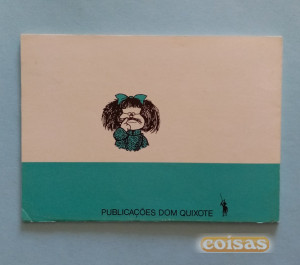 PUBLICAÇÕES DOM QUIXOTE
coisas